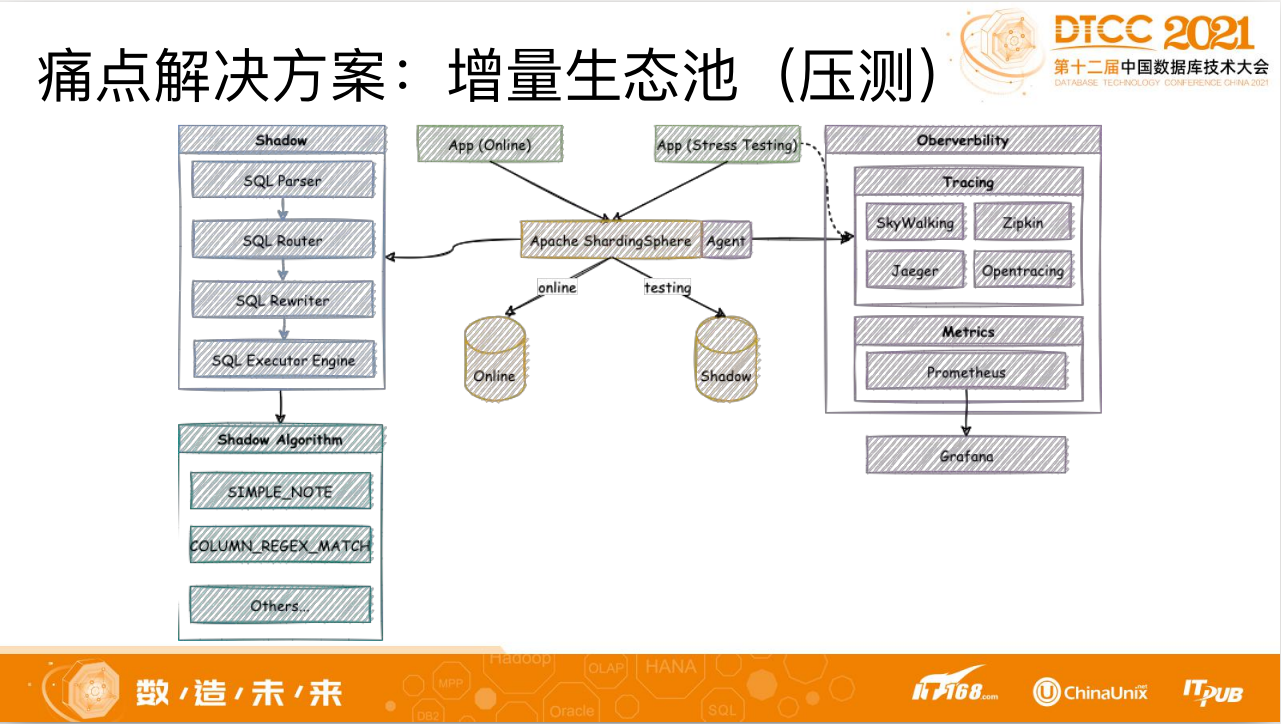 痛点解决方案：增量生态池（压测）
DTCC 2021
第十二届中国数据库技术大会
DATABASE TECHNOLOGY CONFERENCE CHINA 2021
Shadow
SQL Parser
SQL Router
SQL Rewriter
SQL Executor Engine
Shadow Algorithm
SIMPLE_NOTE
COLUMN_REGEX_MATCH
Others...
App (Online)
App (Stress Testing)
Apache ShardingSphere
Agent
online
testing
Online
Shadow
Oberverbility
Tracing
SkyWalking
Zipkin
Jaeger
Opentracing
Metrics
Prometheus
Grafana
数/造/未/来
Hadoop
MPP
OLAP
HANA
DB2
Oracle
SQL
IT168.com
ChinaUnix.net
ITPUB